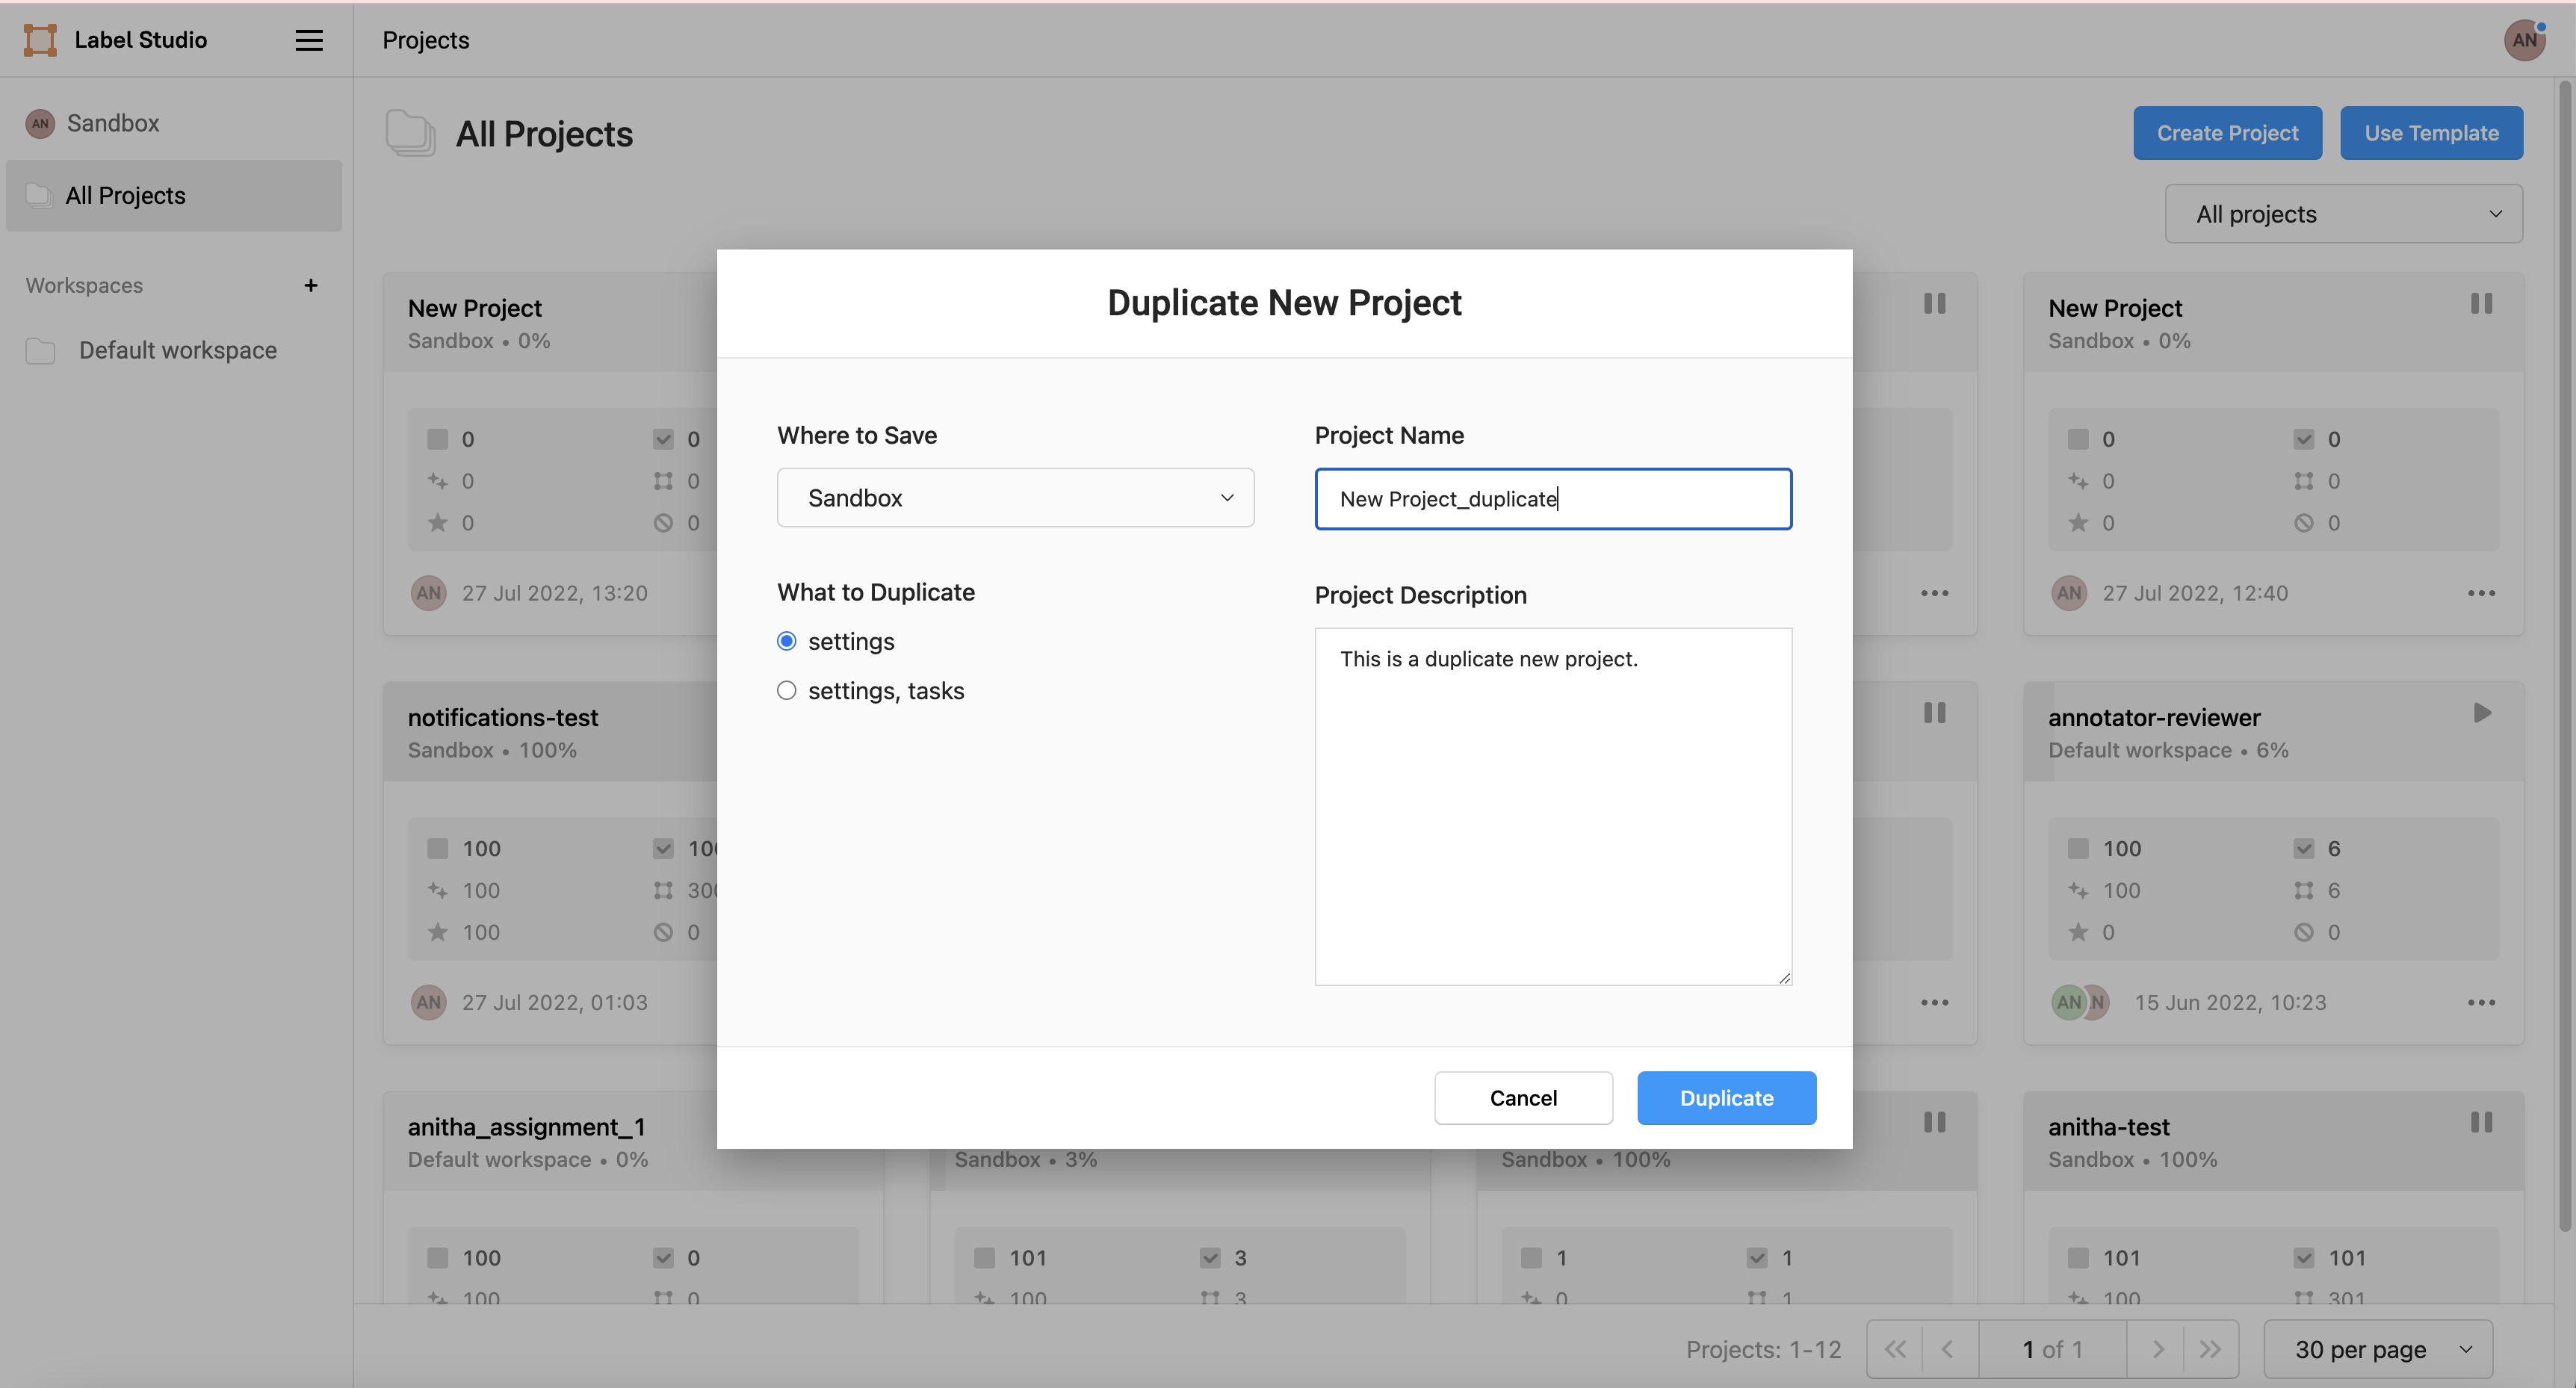 Label Studio
Projects
AN
AN Sandbox
All Projects
Workspaces +
Default workspace
All Projects
Create Project
Use Template
All projects
New Project
Sandbox • 0%
0 0
0 0
0 0
AN 27 Jul 2022, 13:20
New Project
Sandbox • 0%
0 0
0 0
0 0
AN 27 Jul 2022, 12:40
notifications-test
Sandbox • 100%
100
100
100 0
AN 27 Jul 2022, 01:03
annotator-reviewer
Default workspace • 6%
100 6
100 6
0 0
AN N 15 Jun 2022, 10:23
anitha_assignment_1
Default workspace • 0%
100 0
100 0
Sandbox • 3%
101 3
100 3
Sandbox • 100%
1 1
0 1
anitha-test
Sandbox • 100%
101 101
100 301
Duplicate New Project
Where to Save
Sandbox
Project Name
New Project_duplicate
What to Duplicate
settings
settings, tasks
Project Description
This is a duplicate new project.
Cancel
Duplicate
Projects: 1-12
1 of 1
30 per page